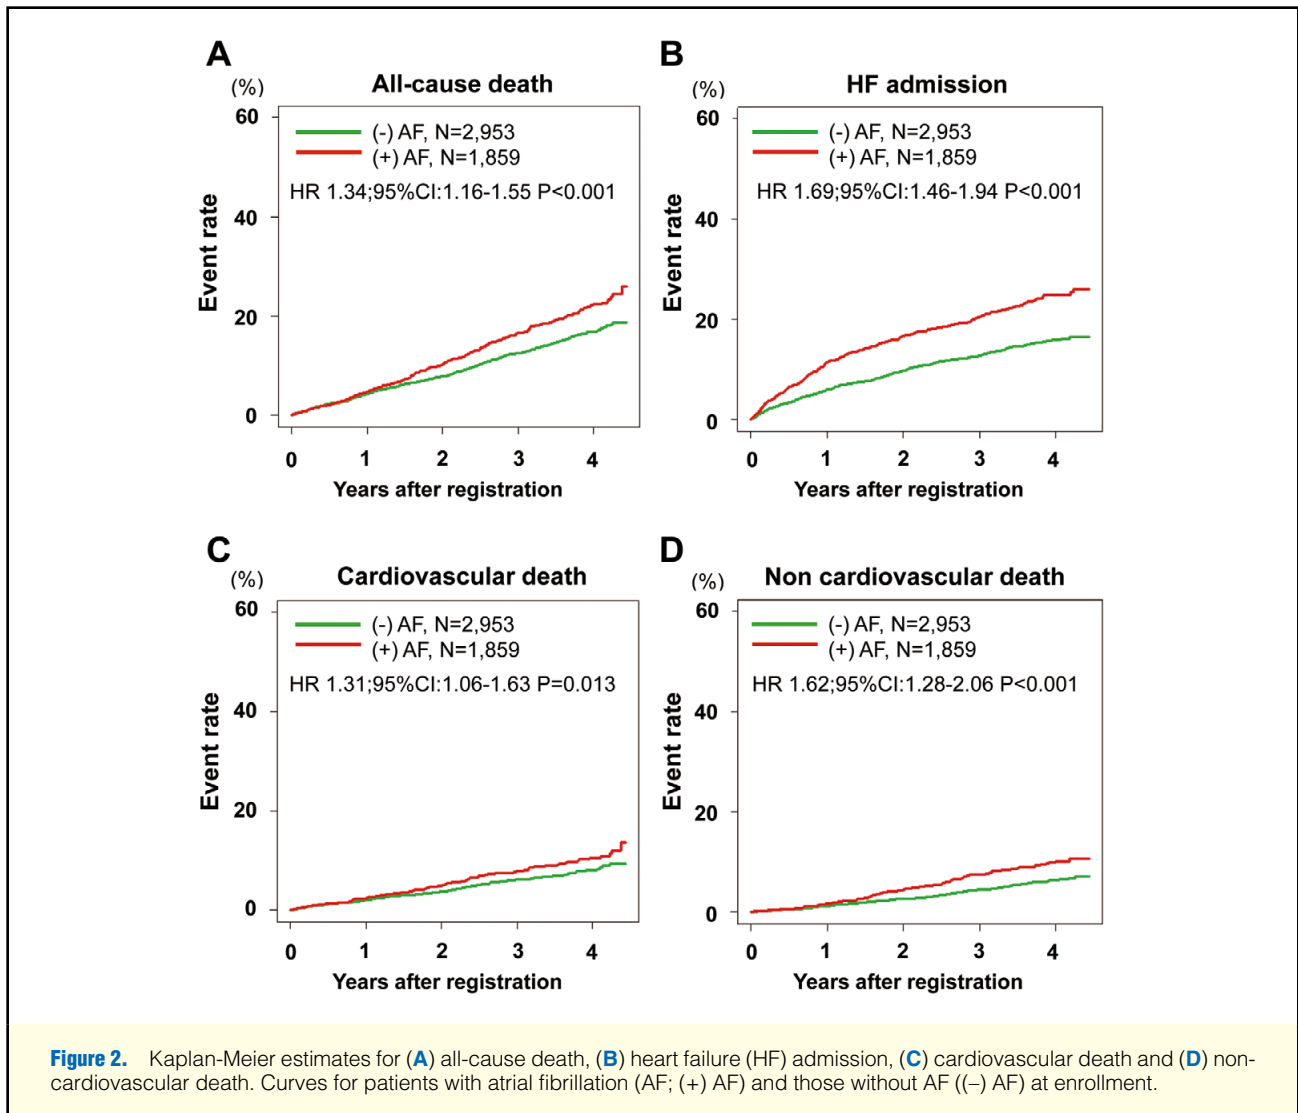 A
(%)
All-cause death
60
(-) AF, N=2,953
(+) AF, N=1,859
HR 1.34;95%CI:1.16-1.55 P<0.001
40
Event rate
20
0
0 1 2 3 4
Years after registration
B
(%)
HF admission
60
(-) AF, N=2,953
(+) AF, N=1,859
HR 1.69;95%CI:1.46-1.94 P<0.001
40
Event rate
20
0
0 1 2 3 4
Years after registration
C
(%)
Cardiovascular death
60
(-) AF, N=2,953
(+) AF, N=1,859
HR 1.31;95%CI:1.06-1.63 P=0.013
40
Event rate
20
0
0 1 2 3 4
Years after registration
D
(%)
Non cardiovascular death
60
(-) AF, N=2,953
(+) AF, N=1,859
HR 1.62;95%CI:1.28-2.06 P<0.001
40
Event rate
20
0
0 1 2 3 4
Years after registration
Figure 2. Kaplan-Meier estimates for (A) all-cause death, (B) heart failure (HF) admission, (C) cardiovascular death and (D) non-
cardiovascular death. Curves for patients with atrial fibrillation (AF; (+) AF) and those without AF ((−) AF) at enrollment.